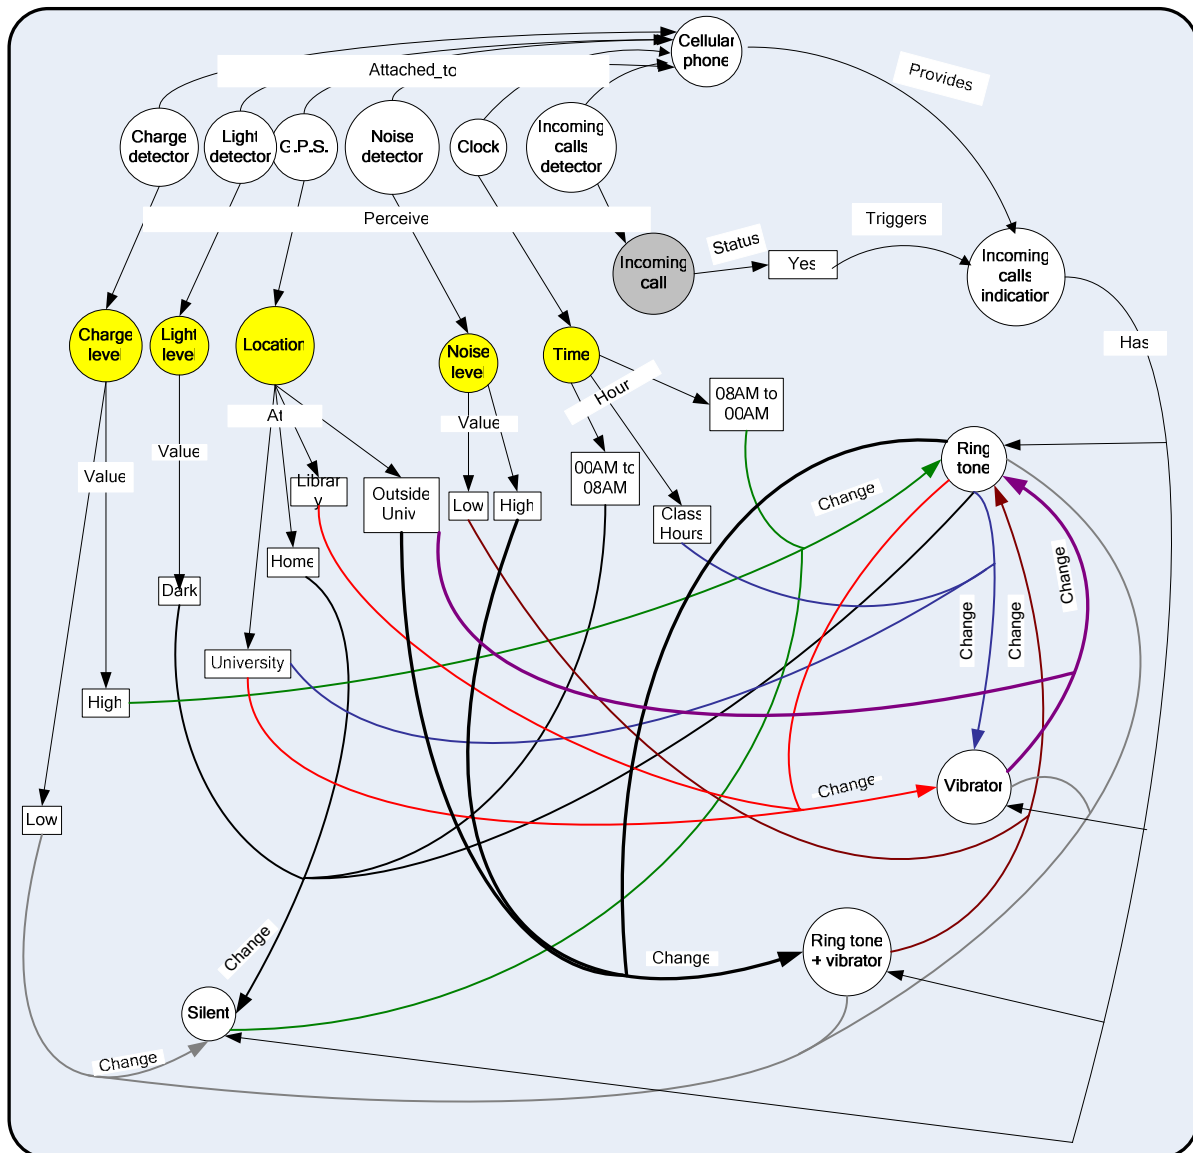 Cellular
phone
Attached_to
Provides
Charge
detector
Light
detector
G.P.S.
Noise
detector
Clock
Incoming
calls
detector
Perceive
Triggers
Status
Incoming
call
Yes
Incoming
calls
indication
Charge
level
Light
level
Location
Noise
level
Time
Has
Hour
08AM to
00AM
At
Value
Value
Value
Ring
tone
Librar
y
Outside
Univ
Low
High
00AM to
08AM
Class
Hours
Change
Home
Dark
Change
Change
Change
University
High
Low
Vibrator
Change
Ring tone
+ vibrator
Change
Change
Silent
Change